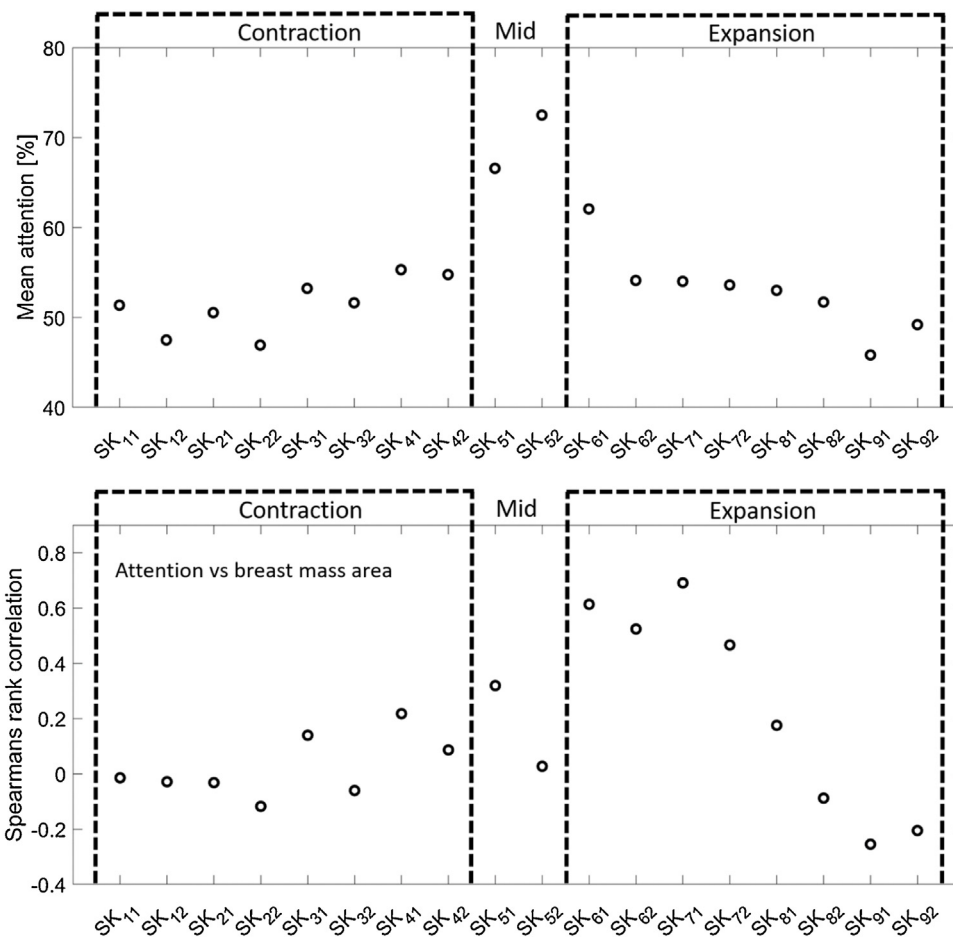 Contraction Mid Expansion
80
70
60
50
40
Mean attention [%]
SK11 SK12 SK21 SK22 SK31 SK32 SK41 SK42 SK51 SK52 SK61 SK62 SK71 SK72 SK81 SK82 SK91 SK92
Contraction Mid Expansion
Attention vs breast mass area
0.8
0.6
0.4
0.2
0
-0.2
-0.4
Spearmans rank correlation
SK11 SK12 SK21 SK22 SK31 SK32 SK41 SK42 SK51 SK52 SK61 SK62 SK71 SK72 SK81 SK82 SK91 SK92